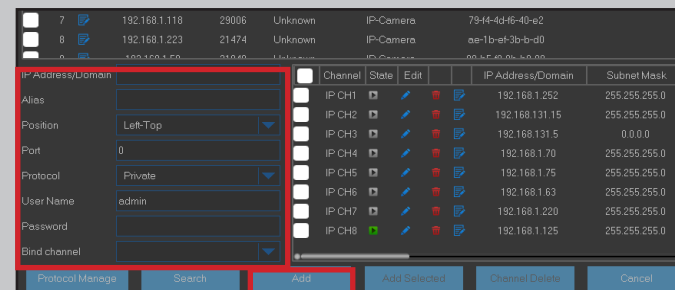 7 192.168.1.118 29006 Unknown IP-Camera 79-f4-4d-f6-40-e2
8 192.168.1.223 21474 Unknown IP-Camera ae-1b-ef-3b-b-d0
IP Address/Domain
Alias
Position Left-Top
Port 0
Protocol Private
User Name admin
Password
Bind channel
Channel State Edit IP Address/Domain Subnet Mask
IP CH1 192.168.1.252 255.255.255.0
IP CH2 192.168.131.15 255.255.255.0
IP CH3 192.168.131.5 0.0.0.0
IP CH4 192.168.1.70 255.255.255.0
IP CH5 192.168.1.75 255.255.255.0
IP CH6 192.168.1.63 255.255.255.0
IP CH7 192.168.1.220 255.255.255.0
IP CH8 192.168.1.125 255.255.255.0
Protocol Manage Search Add Add Selected Channel Delete Cancel